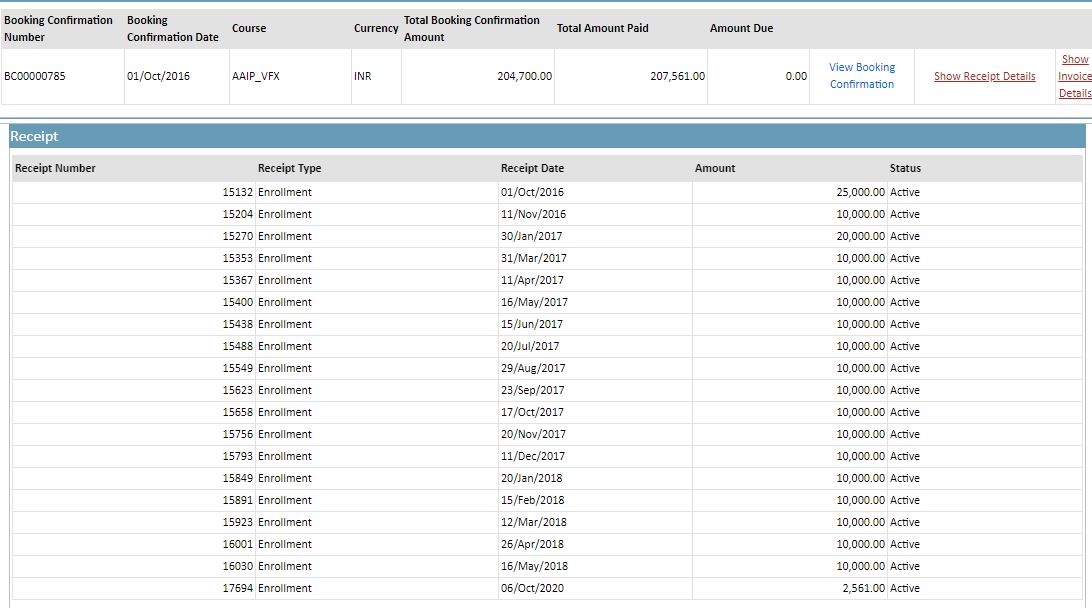 Booking Confirmation Number Booking Confirmation Date Course Currency Total Booking Confirmation Amount Total Amount Paid Amount Due
BC00000785 01/Oct/2016 AAIP_VFX INR 204,700.00 207,561.00 0.00 View Booking Confirmation Show Receipt Details Show Invoice Details
Receipt
Receipt Number Receipt Type Receipt Date Amount Status
15132 Enrollment 01/Oct/2016 25,000.00 Active
15204 Enrollment 11/Nov/2016 10,000.00 Active
15270 Enrollment 30/Jan/2017 20,000.00 Active
15353 Enrollment 31/Mar/2017 10,000.00 Active
15367 Enrollment 11/Apr/2017 10,000.00 Active
15400 Enrollment 16/May/2017 10,000.00 Active
15438 Enrollment 15/Jun/2017 10,000.00 Active
15488 Enrollment 20/Jul/2017 10,000.00 Active
15549 Enrollment 29/Aug/2017 10,000.00 Active
15623 Enrollment 23/Sep/2017 10,000.00 Active
15658 Enrollment 17/Oct/2017 10,000.00 Active
15756 Enrollment 20/Nov/2017 10,000.00 Active
15793 Enrollment 11/Dec/2017 10,000.00 Active
15849 Enrollment 20/Jan/2018 10,000.00 Active
15891 Enrollment 15/Feb/2018 10,000.00 Active
15923 Enrollment 12/Mar/2018 10,000.00 Active
16001 Enrollment 26/Apr/2018 10,000.00 Active
16030 Enrollment 16/May/2018 10,000.00 Active
17694 Enrollment 06/Oct/2020 2,561.00 Active